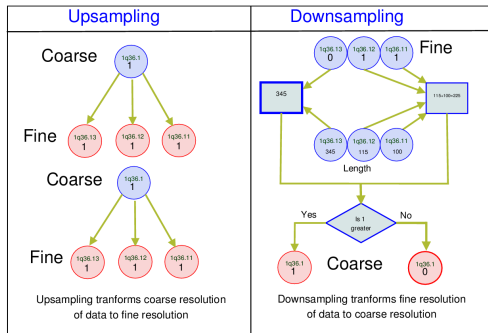 Upsampling
Coarse
1q36.1
1
Fine
1q36.13
1
1q36.12
1
1q36.11
1
Coarse
1q36.1
1
Fine
1q36.13
1
1q36.12
1
1q36.11
1
Upsampling tranforms coarse resolution
of data to fine resolution
Downsampling
1q36.13
0
1q36.12
1
1q36.11
1
Fine
345
115+100=225
1q36.13
345
1q36.12
115
1q36.11
100
Length
Is 1
greater
Yes
No
1q36.1
1
Coarse
1q36.1
0
Downsampling tranforms fine resolution
of data to coarse resolution